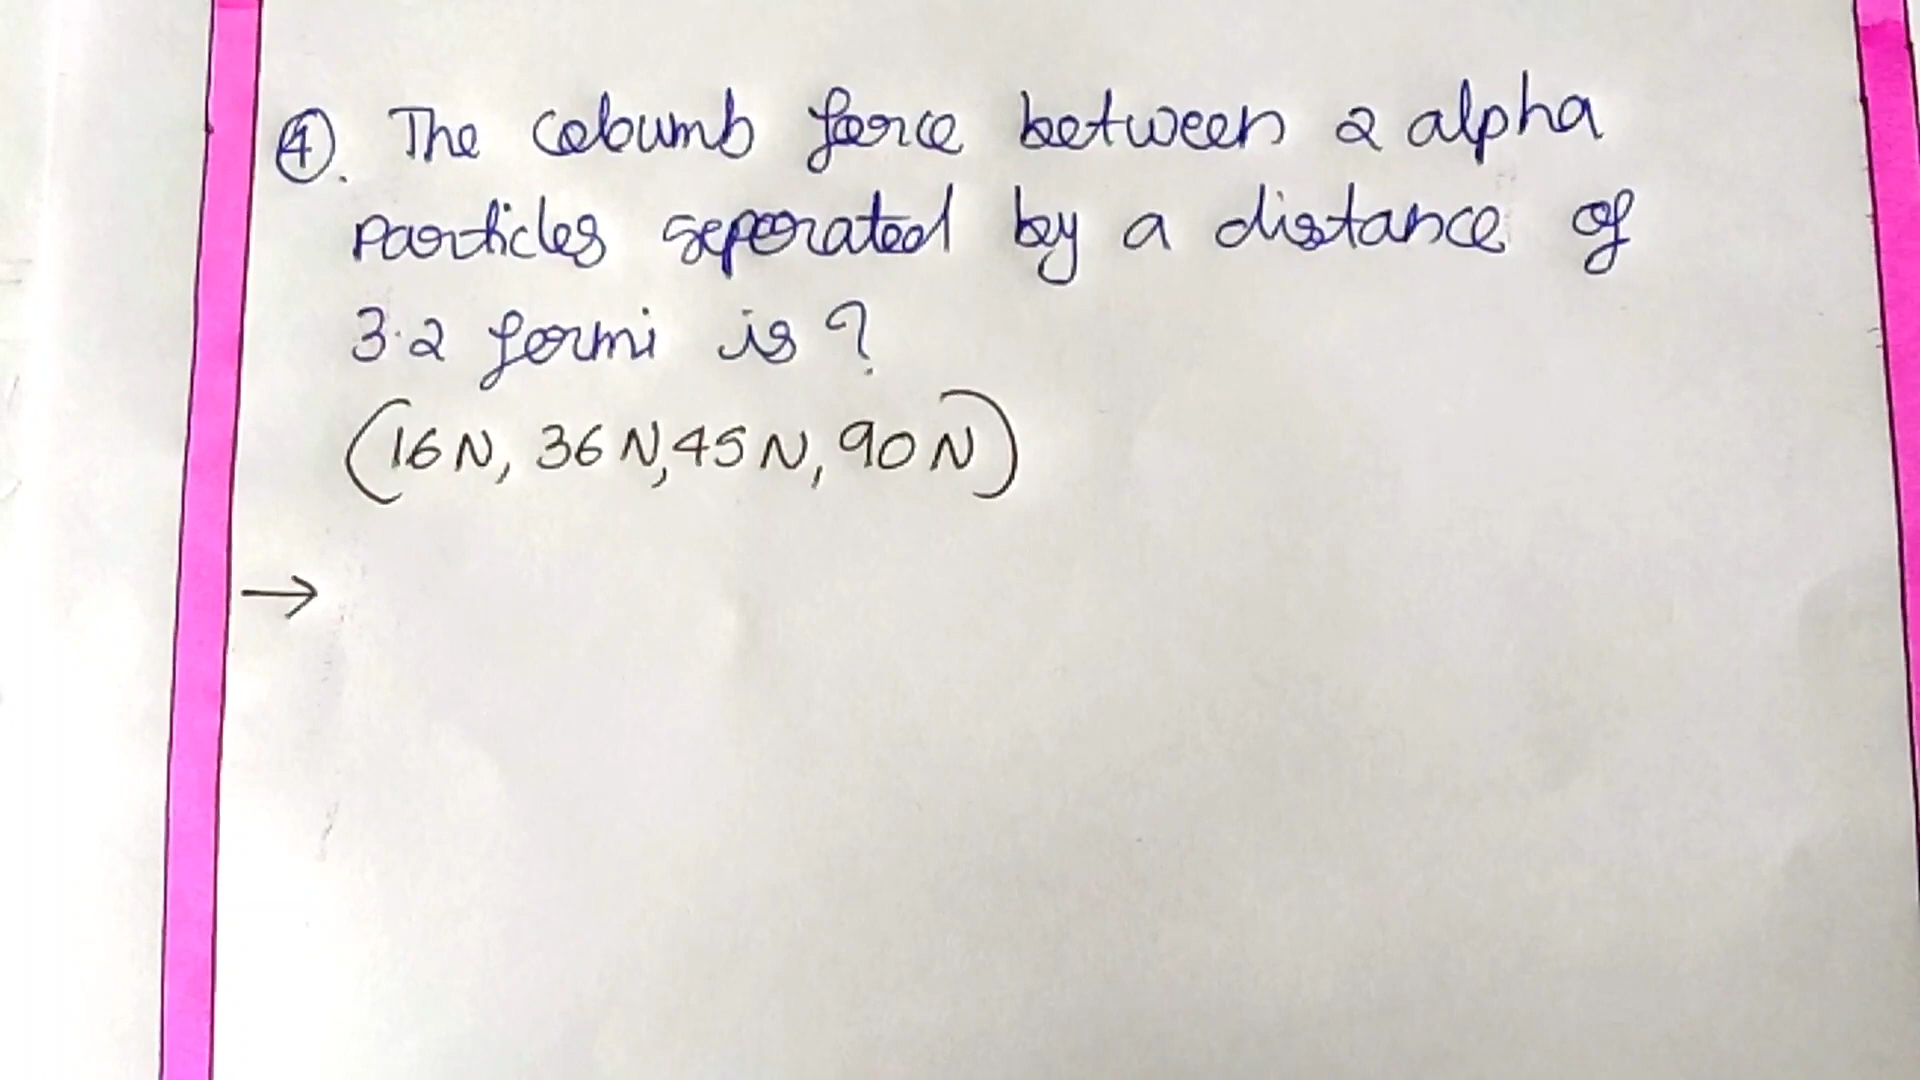 ④. The coloumb force between 2 alpha
particles seperated by a distance of
3.2 fermi is ?
(16 N, 36 N, 45 N, 90 N)
→